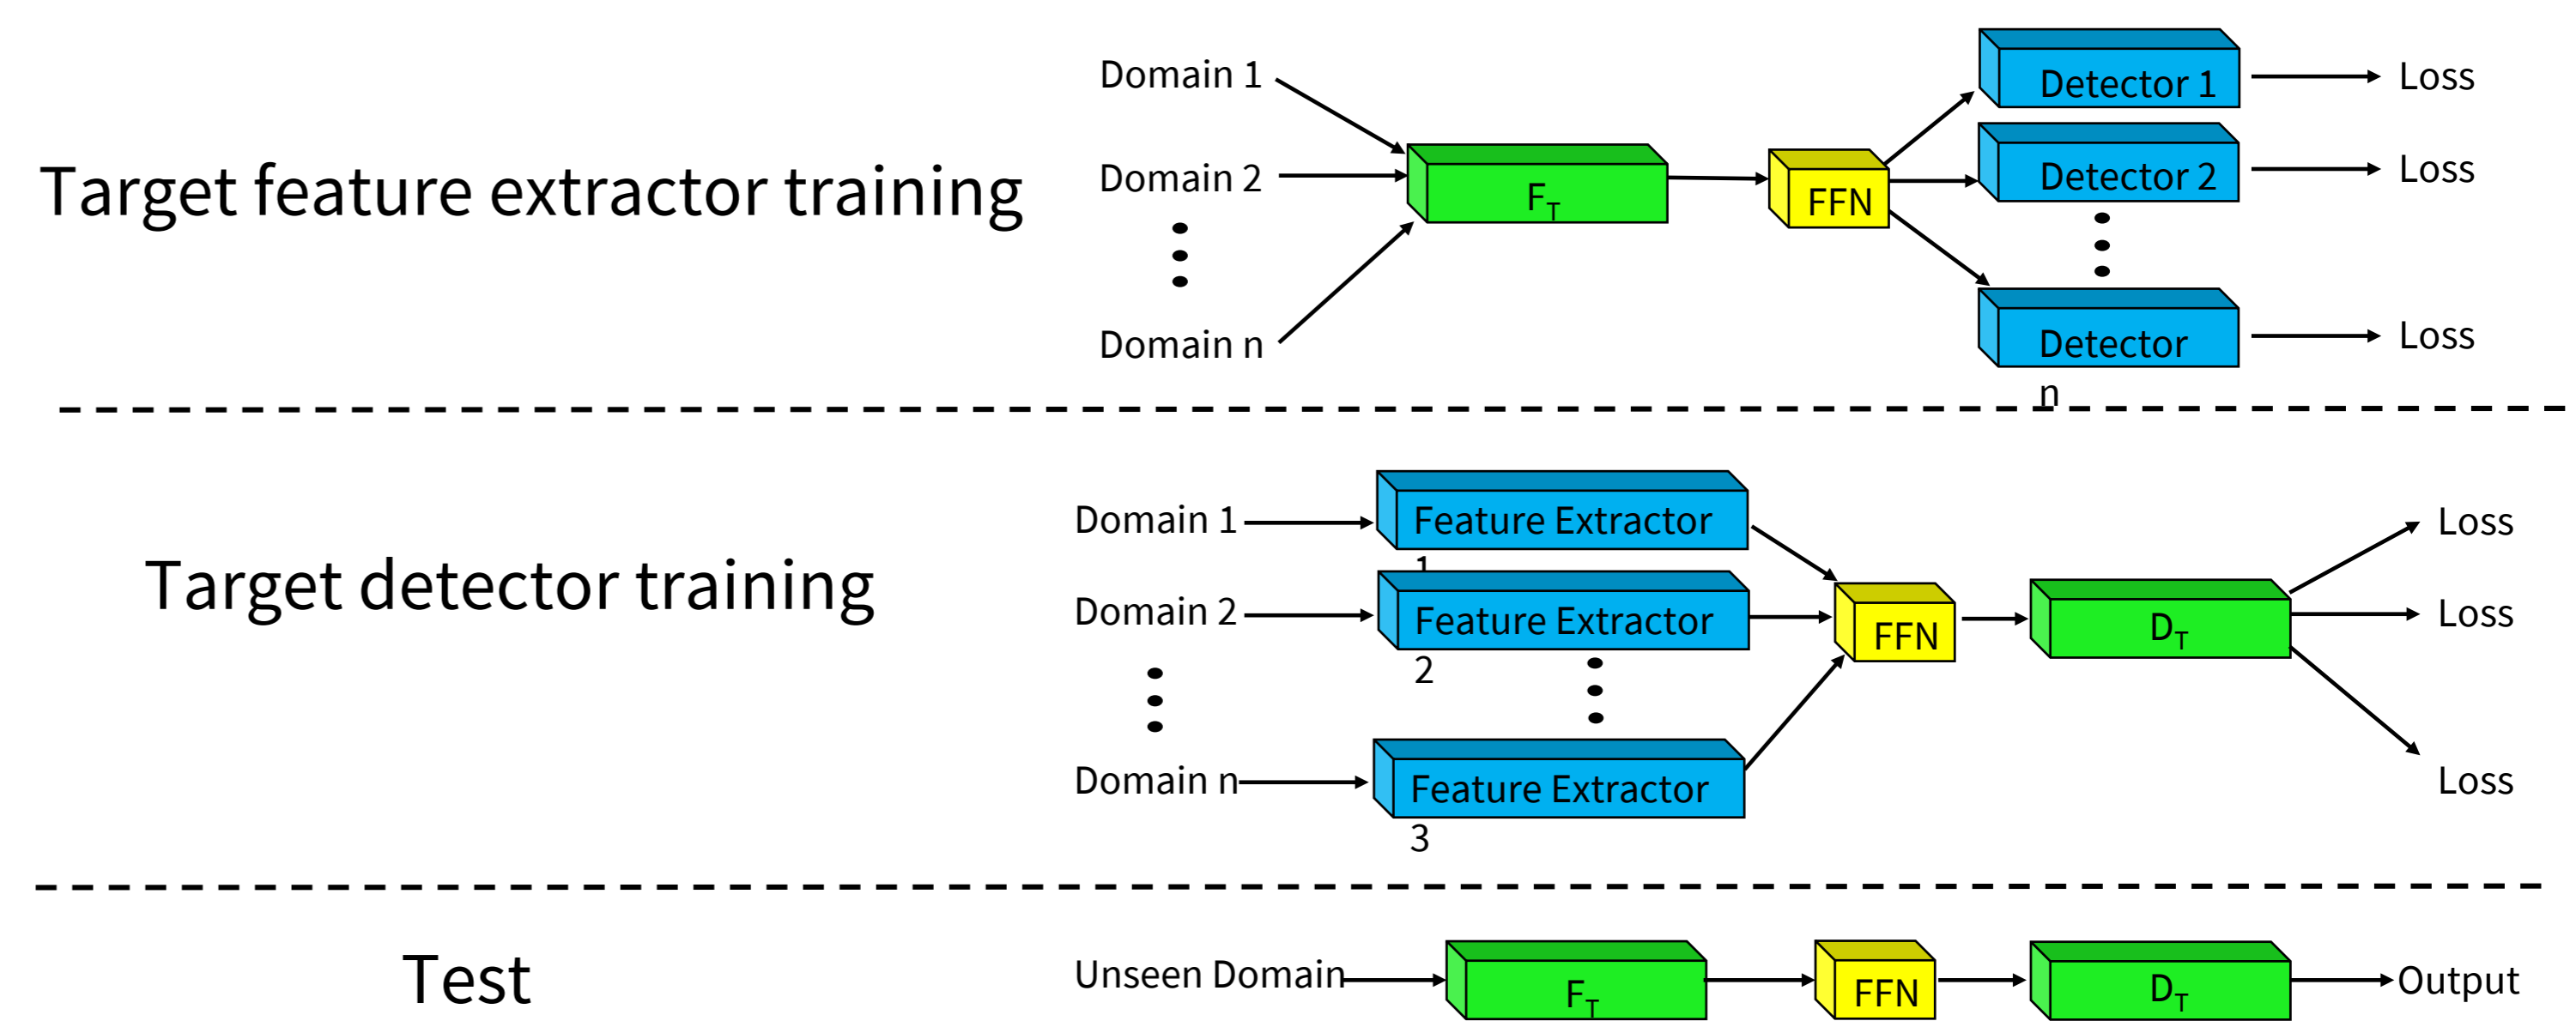 Target feature extractor training
Domain 1
Domain 2
Domain n
F_T
FFN
Detector 1
Detector 2
Detector
n
Loss
Loss
Loss
Target detector training
Domain 1
Domain 2
Domain n
Feature Extractor
1
Feature Extractor
2
Feature Extractor
3
FFN
D_T
Loss
Loss
Loss
Test
Unseen Domain
F_T
FFN
D_T
Output